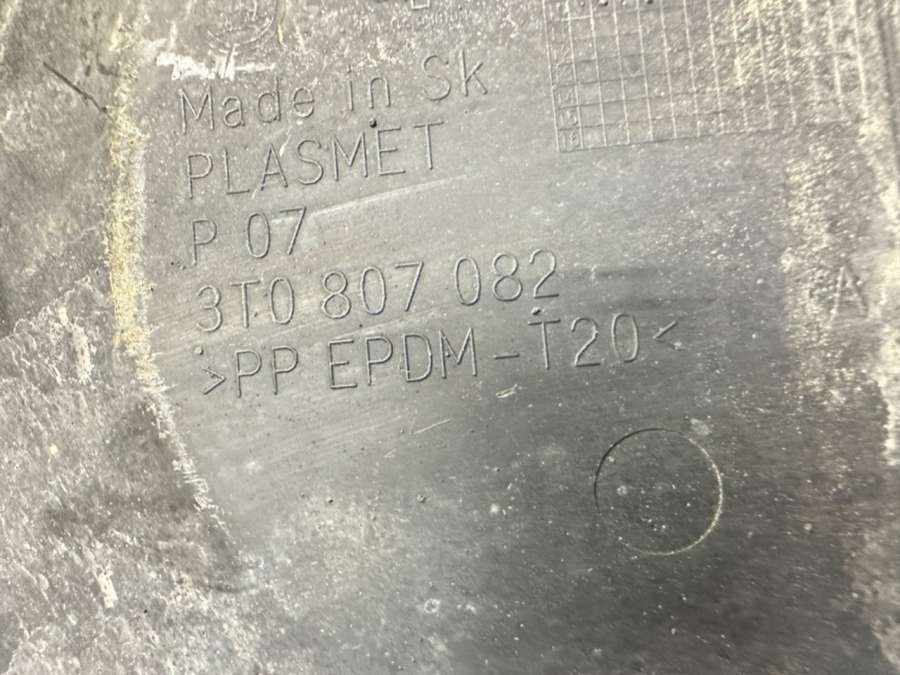 Made in Sk
PLASMET
P 07
3T0 807 082
>PP EPDM-T20<
A